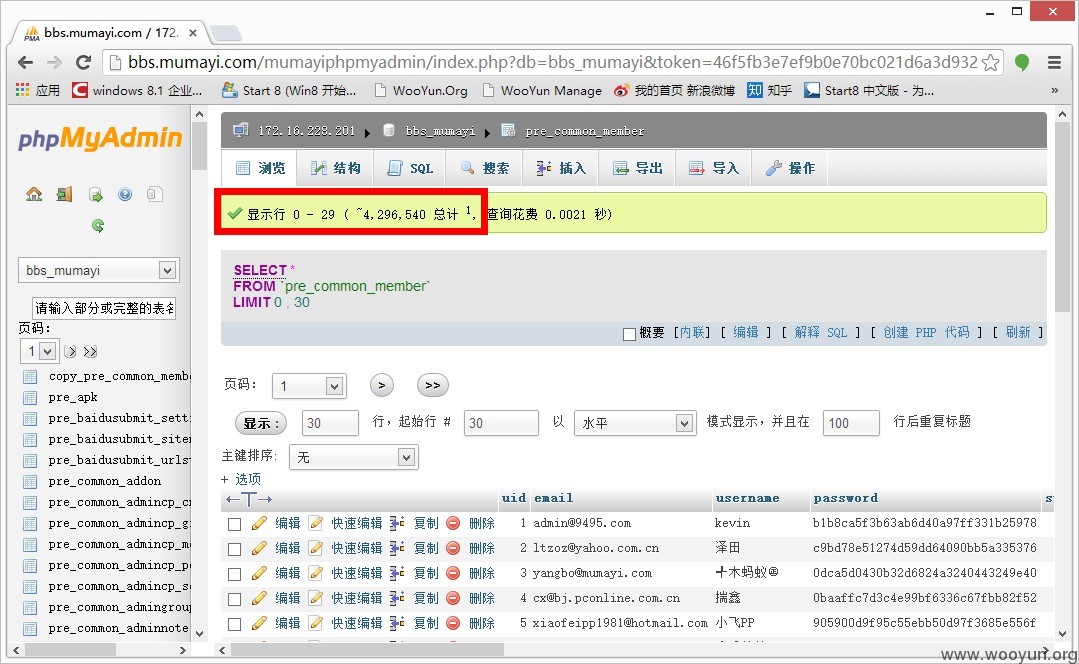 bbs.mumayi.com / 172.
bbs.mumayi.com/mumayiphpmyadmin/index.php?db=bbs_mumayi&token=46f5fb3e7ef9b0e70bc021d6a3d932
应用 windows 8.1 企业... Start 8 (Win8 开始... WooYun.Org WooYun Manage 我的首页 新浪微博 知乎 Start8 中文版 - 为... »
phpMyAdmin
bbs_mumayi
请输入部分或完整的表名
页码:
1
copy_pre_common_membe
pre_apk
pre_baidusubmit_setti
pre_baidusubmit_sitem
pre_baidusubmit_urlst
pre_common_addon
pre_common_admincp_cm
pre_common_admincp_g
pre_common_admincp_me
pre_common_admincp_pe
pre_common_admincp_se
pre_common_admingroup
pre_common_adminnote
172.16.228.201 bbs_mumayi pre_common_member
浏览 结构 SQL 搜索 插入 导出 导入 操作
显示行 0 - 29 ( ~4,296,540 总计 1, 查询花费 0.0021 秒)
SELECT *
FROM `pre_common_member`
LIMIT 0 , 30
概要 [内联] [ 编辑 ] [ 解释 SQL ] [ 创建 PHP 代码 ] [ 刷新 ]
页码: 1 > >>
显示 : 30 行, 起始行 # 30 以 水平 模式显示, 并且在 100 行后重复标题
主键排序: 无
+ 选项
←T→ uid email username password
编辑 快速编辑 复制 删除 1 admin@9495.com kevin b1b8ca5f3b63ab6d40a97ff331b25978
编辑 快速编辑 复制 删除 2 ltzoz@yahoo.com.cn 泽田 c9bd78e51274d59dd64090bb5a335376
编辑 快速编辑 复制 删除 3 yangbo@mumayi.com 木蚂蚁 0dca5d0430b32d6824a3240443249e40
编辑 快速编辑 复制 删除 4 cx@bj.pconline.com.cn 揣鑫 0baaffc7d3c4e99bf6336c67fbb82f52
编辑 快速编辑 复制 删除 5 xiaofeipp1981@hotmail.com 小飞PP 905900d9f95c55ebb50d97f3685e556f
www.wooyun.org